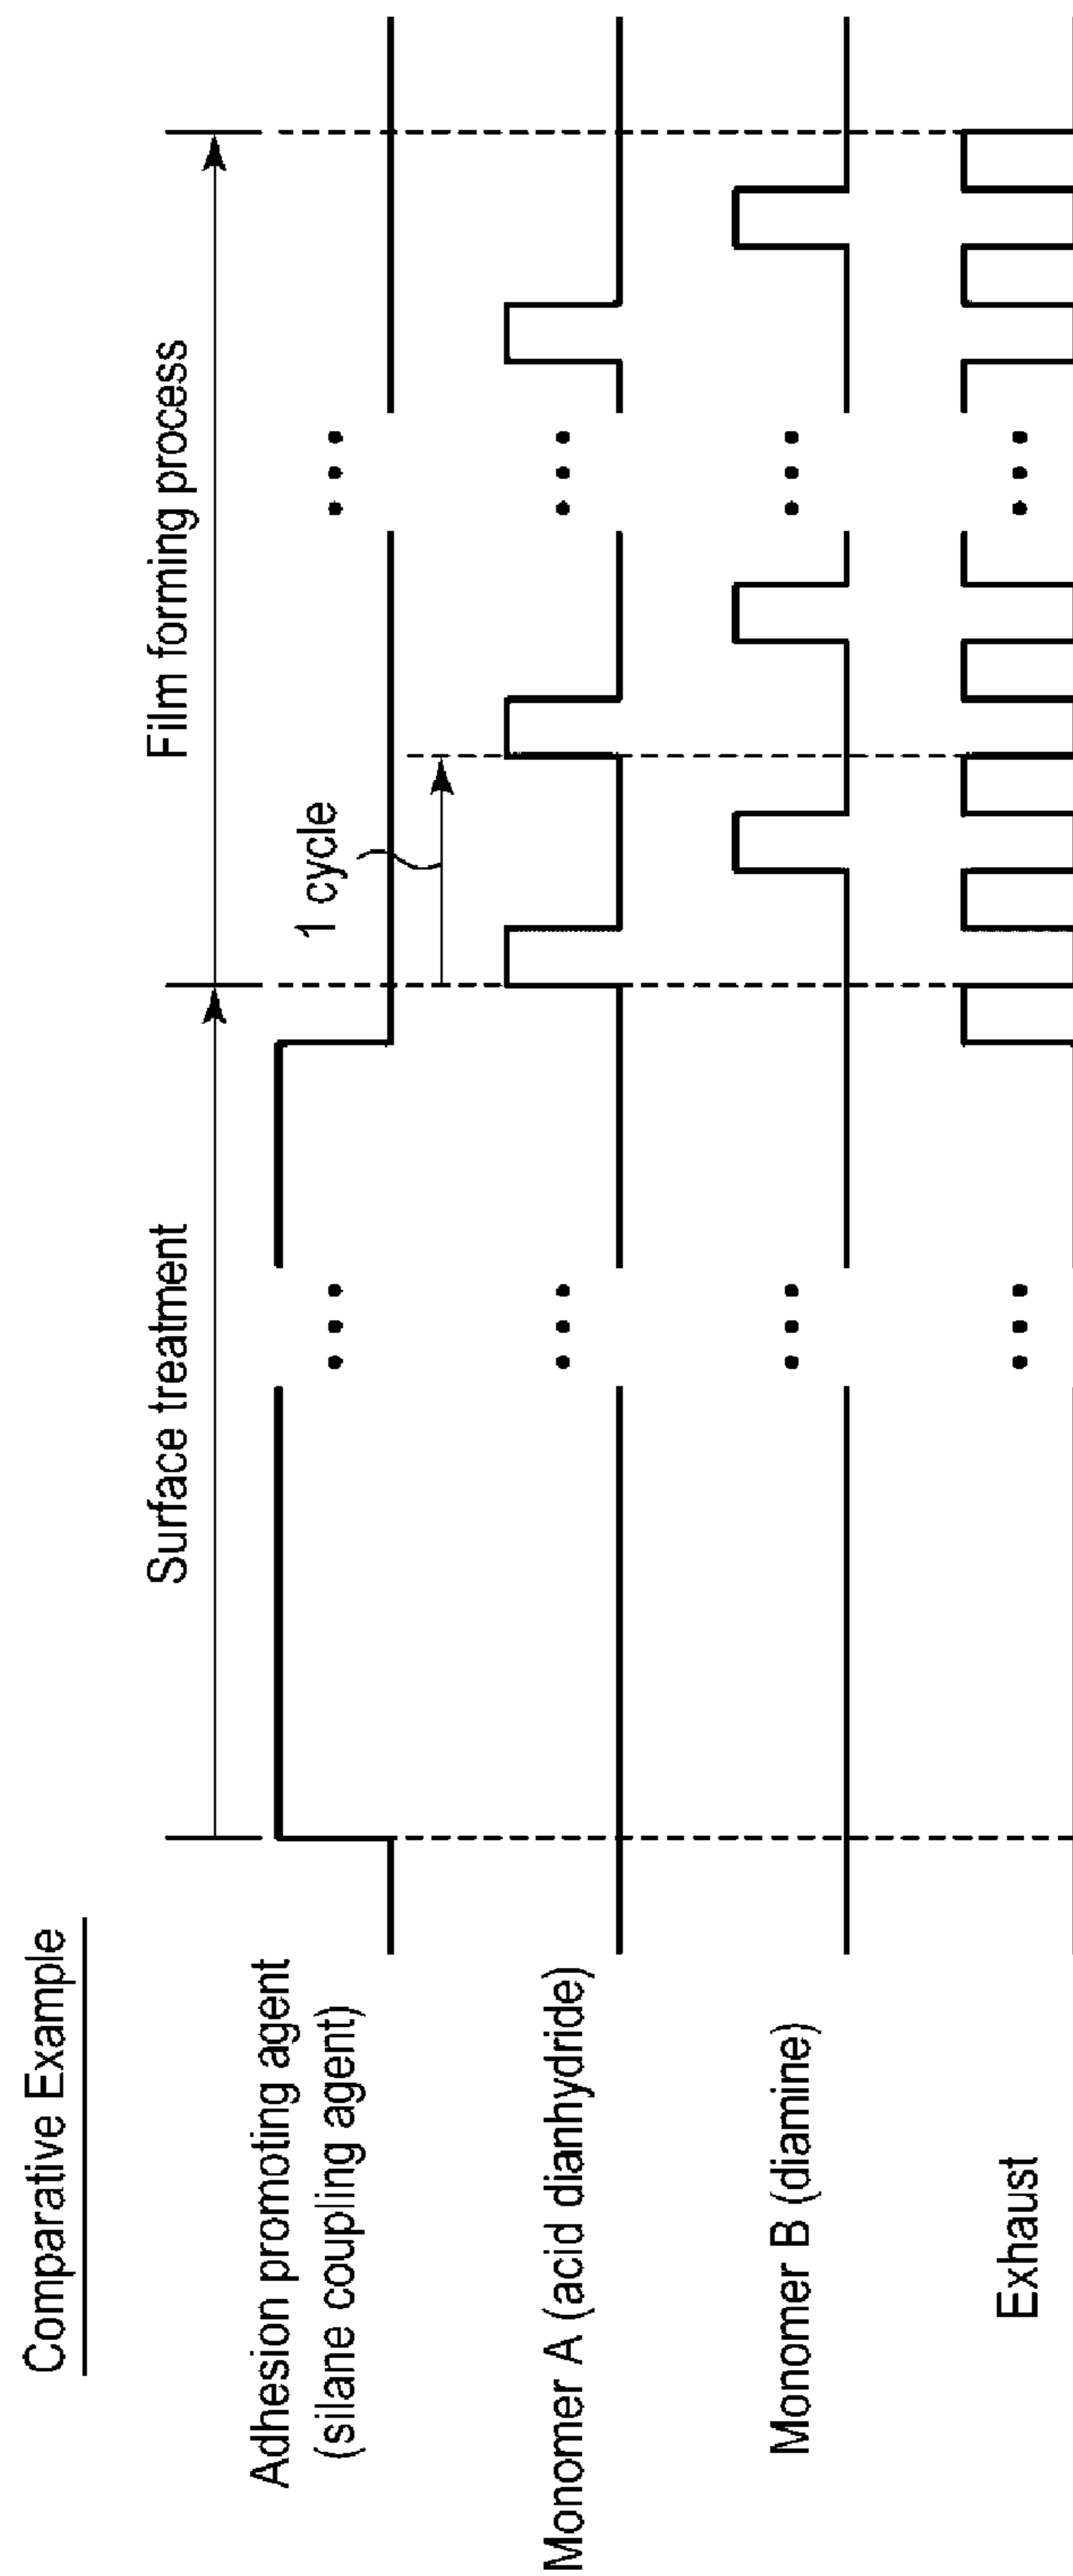 Comparative Example
Surface treatment
Film forming process
1 cycle
Adhesion promoting agent
(silane coupling agent)
Monomer A (acid dianhydride)
Monomer B (diamine)
Exhaust